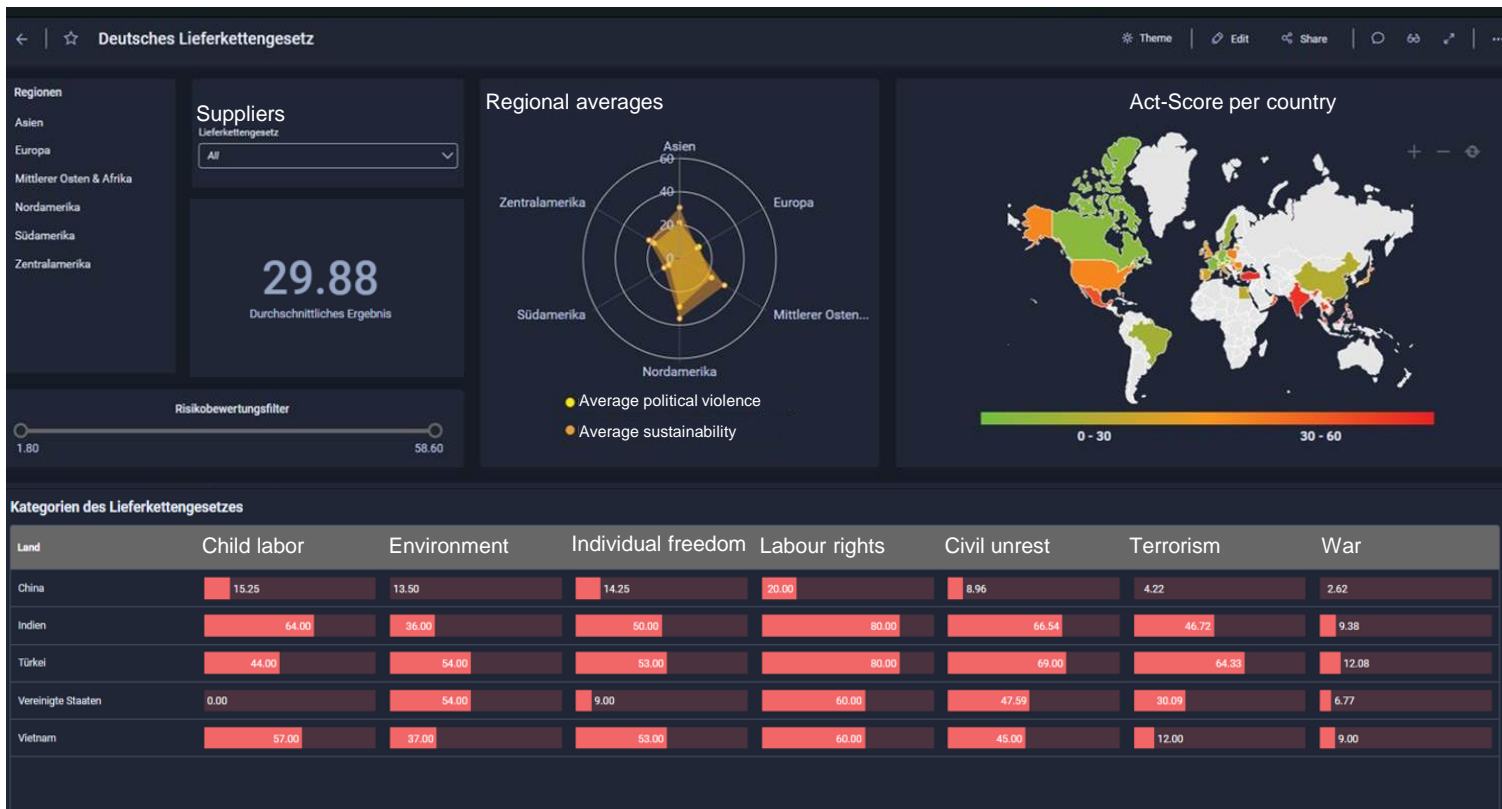 Deutsches Lieferkettengesetz
Theme
Edit
Share
Regionen
Asien
Europa
Mittlerer Osten & Afrika
Nordamerika
Südamerika
Zentralamerika
Suppliers
Lieferkettengesetz
All
29.88
Durchschnittliches Ergebnis
Risikobewertungsfilter
1.80 58.60
Regional averages
Asien
60
40
20
0
Zentralamerika
Europa
Südamerika
Mittlerer Osten...
Nordamerika
Average political violence
Average sustainability
Act-Score per country
0 - 30 30 - 60
Kategorien des Lieferkettengesetzes
Land Child labor Environment Individual freedom Labour rights Civil unrest Terrorism War
China 15.25 13.50 14.25 20.00 8.96 4.22 2.62
Indien 64.00 36.00 50.00 80.00 66.54 46.72 9.38
Türkei 44.00 54.00 53.00 80.00 69.00 64.33 12.08
Vereinigte Staaten 0.00 54.00 9.00 60.00 47.59 30.09 6.77
Vietnam 57.00 37.00 53.00 60.00 45.00 12.00 9.00